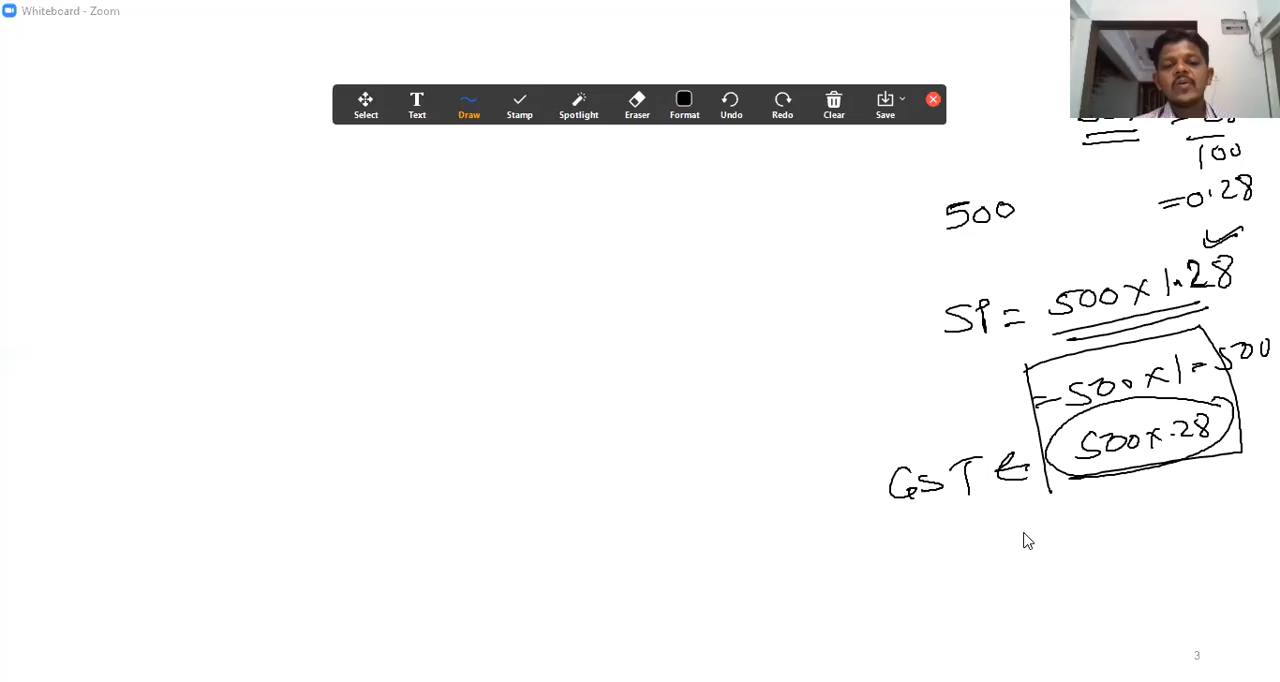 Whiteboard - Zoom
Select Text Draw Stamp Spotlight Eraser Format Undo Redo Clear Save
100
=0.28
500
SP = 500 x 1.28
= 500 x 1 = 500
500 x .28
GST ←
3